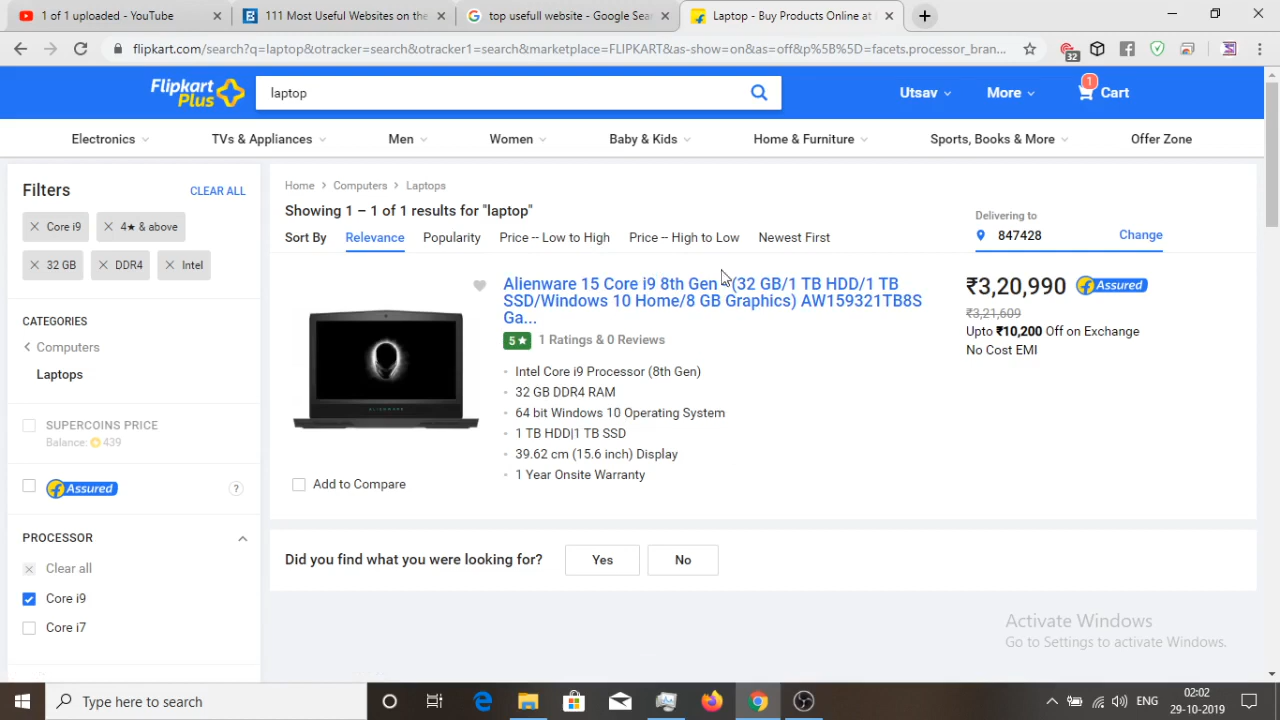 1 of 1 uploaded - YouTube
111 Most Useful Websites on the
top usefull website - Google Sea
Laptop - Buy Products Online at
flipkart.com/search?q=laptop&otracker=search&otracker1=search&marketplace=FLIPKART&as-show=on&as=off&p%5B%5D=facets.processor_bran...
32
Flipkart
Plus
laptop
Utsav
More
1
Cart
Electronics
TVs & Appliances
Men
Women
Baby & Kids
Home & Furniture
Sports, Books & More
Offer Zone
Filters
CLEAR ALL
Core i9
4★ & above
32 GB
DDR4
Intel
CATEGORIES
Computers
Laptops
SUPERCOINS PRICE
Balance: 439
Assured
?
PROCESSOR
Clear all
Core i9
Core i7
Home > Computers > Laptops
Showing 1 – 1 of 1 results for "laptop"
Sort By Relevance Popularity Price -- Low to High Price -- High to Low Newest First
Delivering to
847428
Change
Alienware 15 Core i9 8th Gen - (32 GB/1 TB HDD/1 TB
SSD/Windows 10 Home/8 GB Graphics) AW159321TB8S
Ga...
5★ 1 Ratings & 0 Reviews
Intel Core i9 Processor (8th Gen)
32 GB DDR4 RAM
64 bit Windows 10 Operating System
1 TB HDD|1 TB SSD
39.62 cm (15.6 inch) Display
1 Year Onsite Warranty
ALIENWARE
Add to Compare
₹3,20,990
Assured
₹3,21,609
Upto ₹10,200 Off on Exchange
No Cost EMI
Did you find what you were looking for?
Yes
No
Activate Windows
Go to Settings to activate Windows.
Type here to search
ENG
02:02
29-10-2019